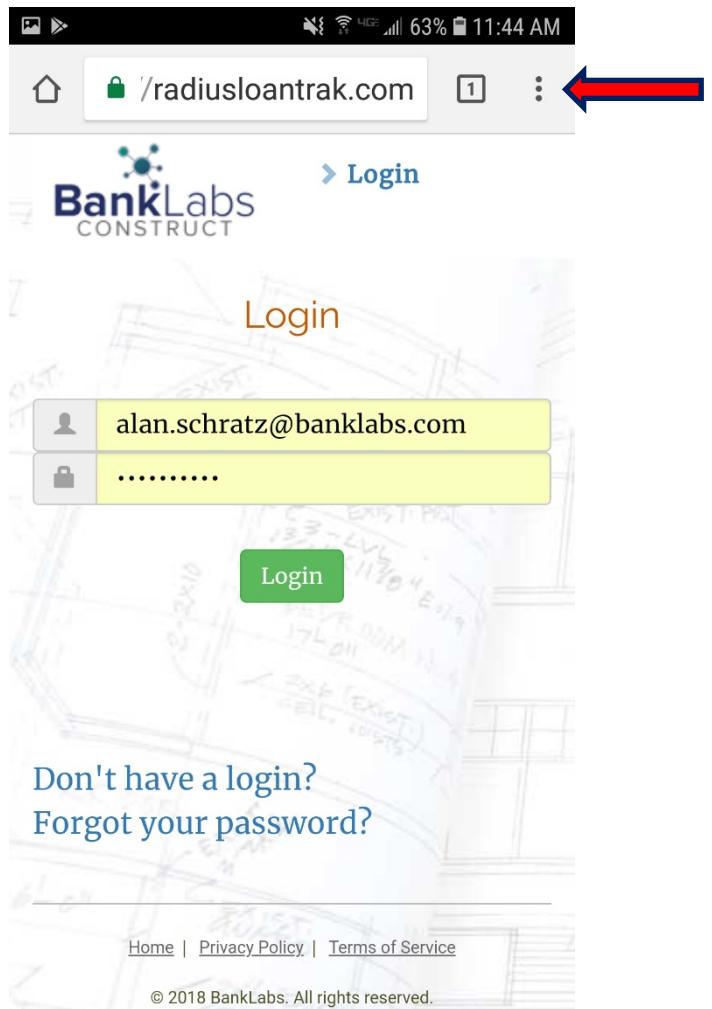 63% 11:44 AM
/radiusloantrak.com 1
BankLabs
CONSTRUCT
> Login
Login
alan.schratz@banklabs.com
··········
Login
Don't have a login?
Forgot your password?
Home | Privacy Policy | Terms of Service
© 2018 BankLabs. All rights reserved.